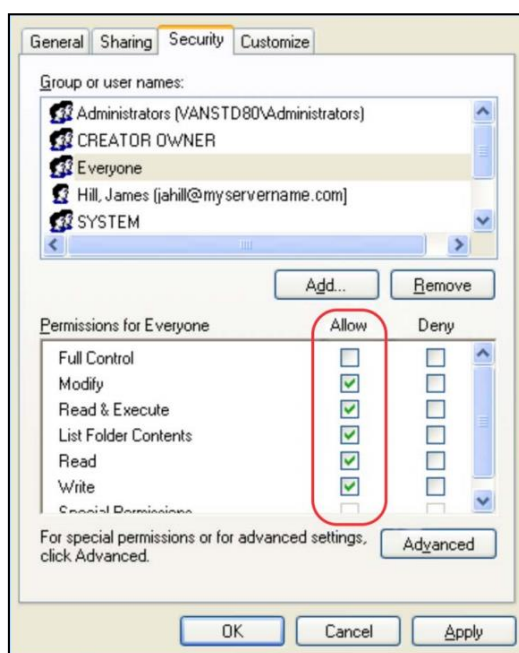 General Sharing Security Customize
Group or user names:
Administrators (VANSTD80\Administrators)
CREATOR OWNER
Everyone
Hill, James (jahill@myservername.com]
SYSTEM
Add... Remove
Permissions for Everyone Allow Deny
Full Control
Modify
Read & Execute
List Folder Contents
Read
Write
Special Permissions
For special permissions or for advanced settings, Advanced
click Advanced.
OK Cancel Apply